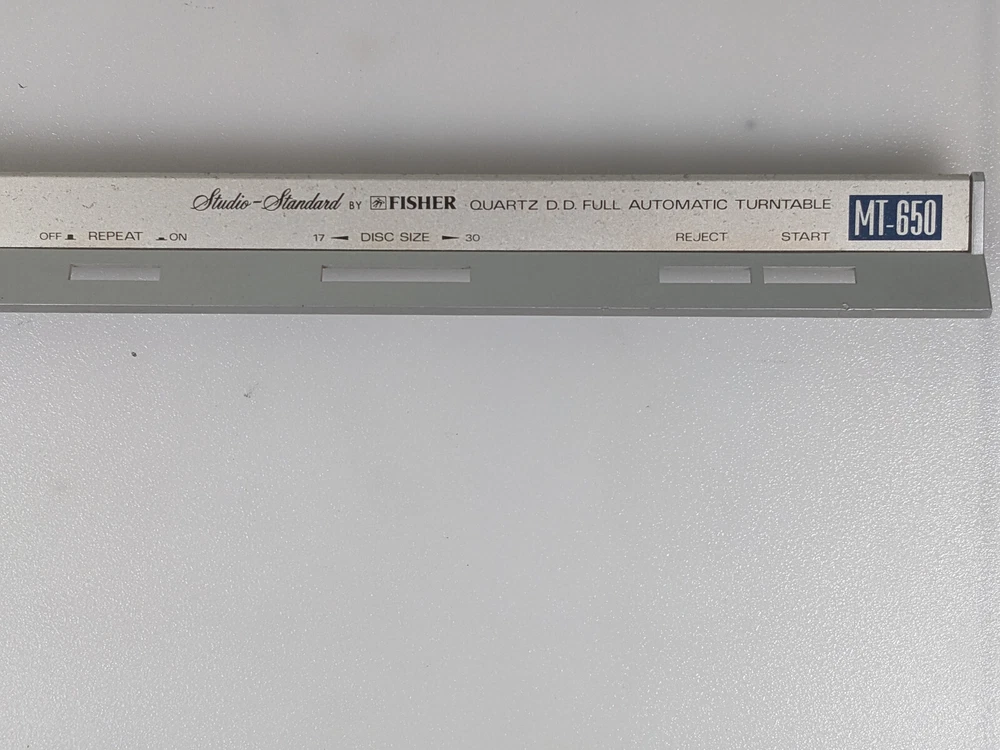 Studio-Standard BY FISHER QUARTZ D.D. FULL AUTOMATIC TURNTABLE MT-650
OFF REPEAT ON 17 DISC SIZE 30 REJECT START